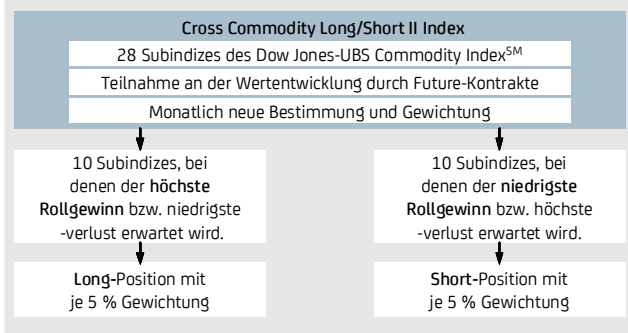 Cross Commodity Long/Short II Index
28 Subindizes des Dow Jones-UBS Commodity Index℠
Teilnahme an der Wertentwicklung durch Future-Kontrakte
Monatlich neue Bestimmung und Gewichtung
10 Subindizes, bei
denen der höchste
Rollgewinn bzw. niedrigste
-verlust erwartet wird.
10 Subindizes, bei
denen der niedrigste
Rollgewinn bzw. höchste
-verlust erwartet wird.
Long-Position mit
je 5 % Gewichtung
Short-Position mit
je 5 % Gewichtung